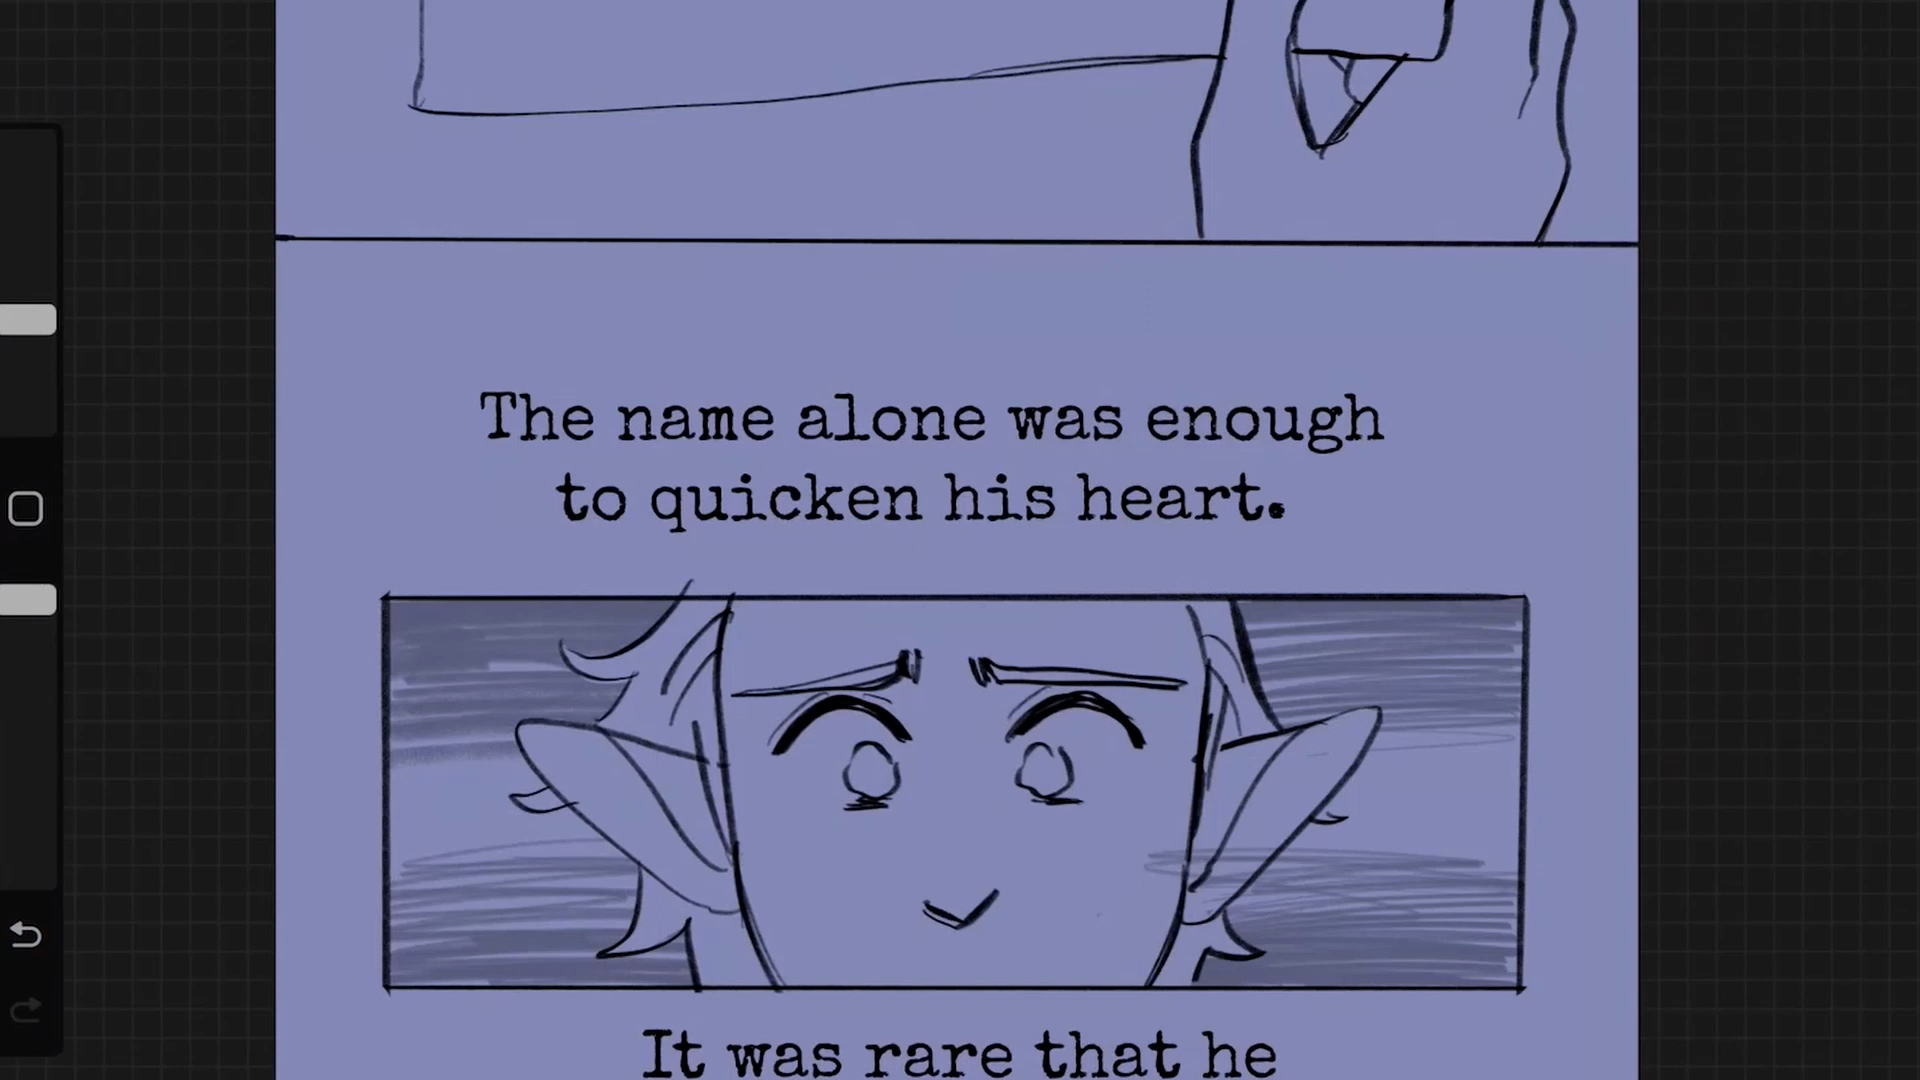 The name alone was enough
to quicken his heart.
It was rare that he